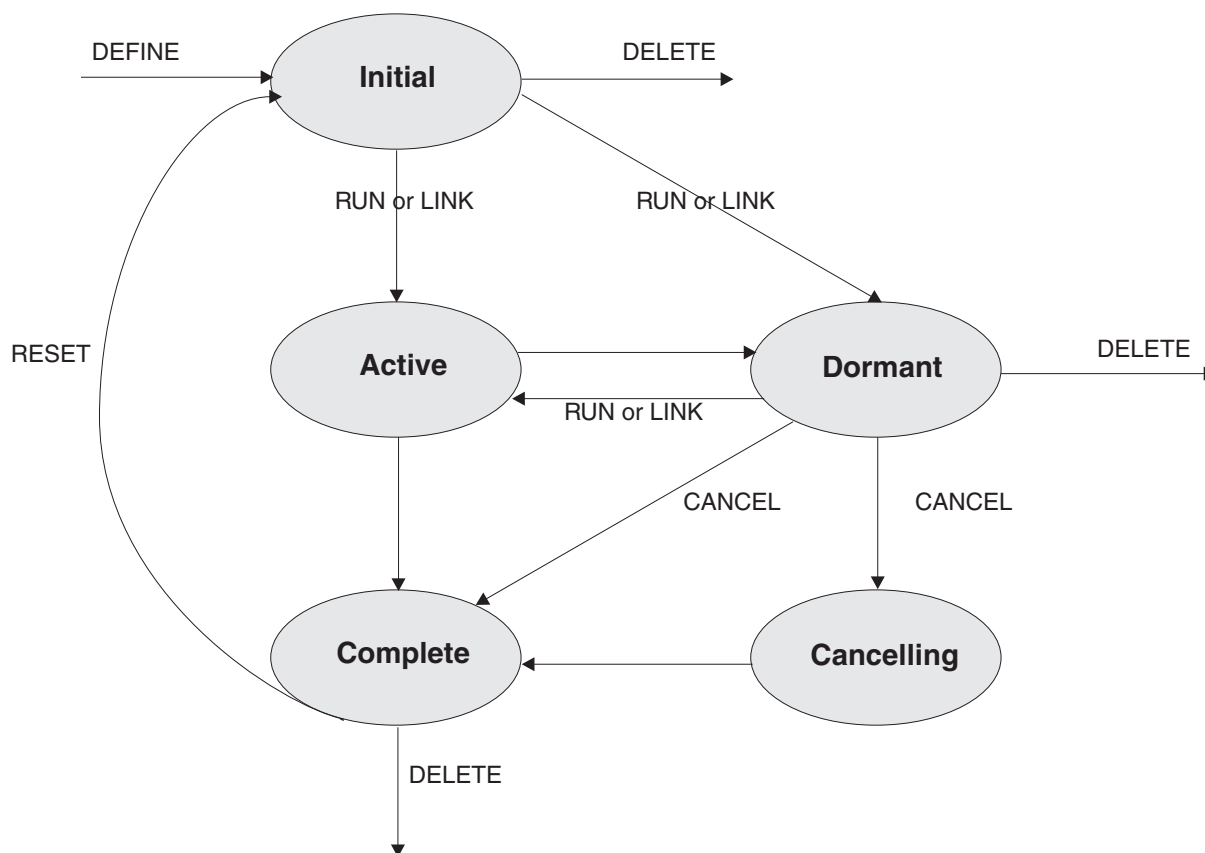 DEFINE
DELETE
Initial
RUN or LINK
RUN or LINK
RESET
Active
Dormant
DELETE
RUN or LINK
CANCEL
CANCEL
Complete
Cancelling
DELETE